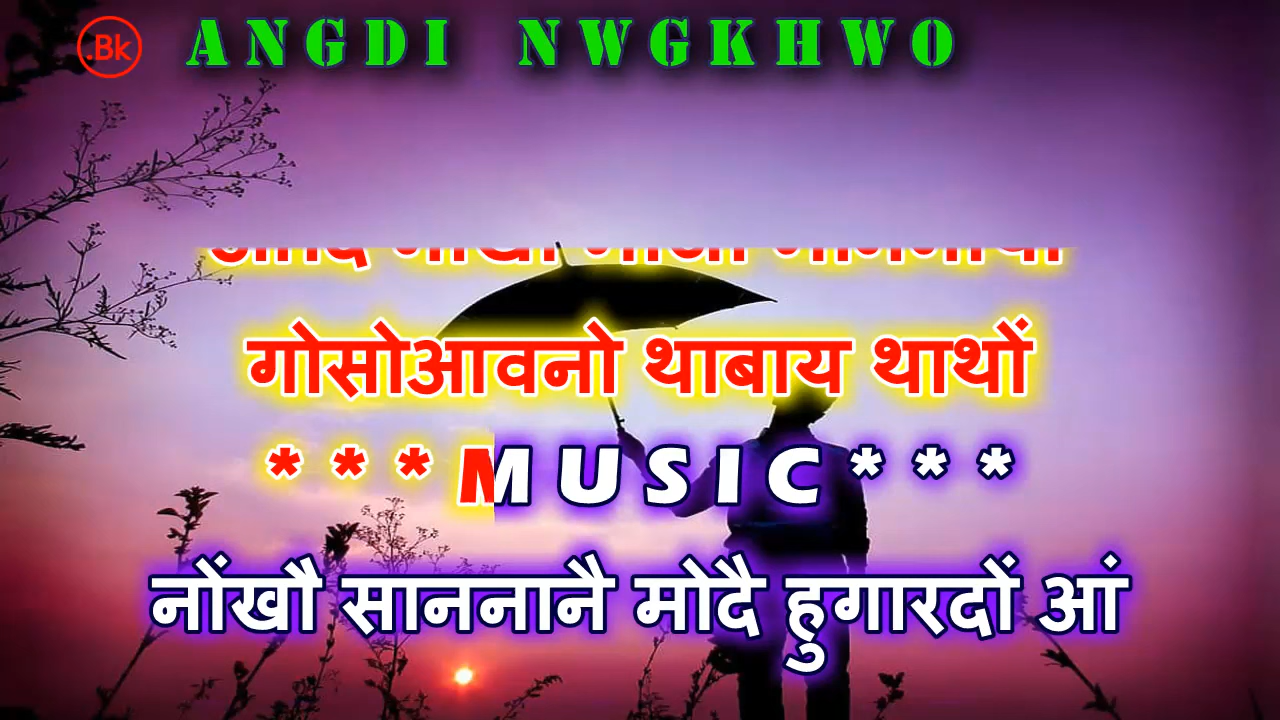 .Bk ANGDI NWGKHWO
गोसोआवनो थाबाय थाथों
* * * MUSIC * * *
नोंखौ साननानै मोदै हुगारदों आं